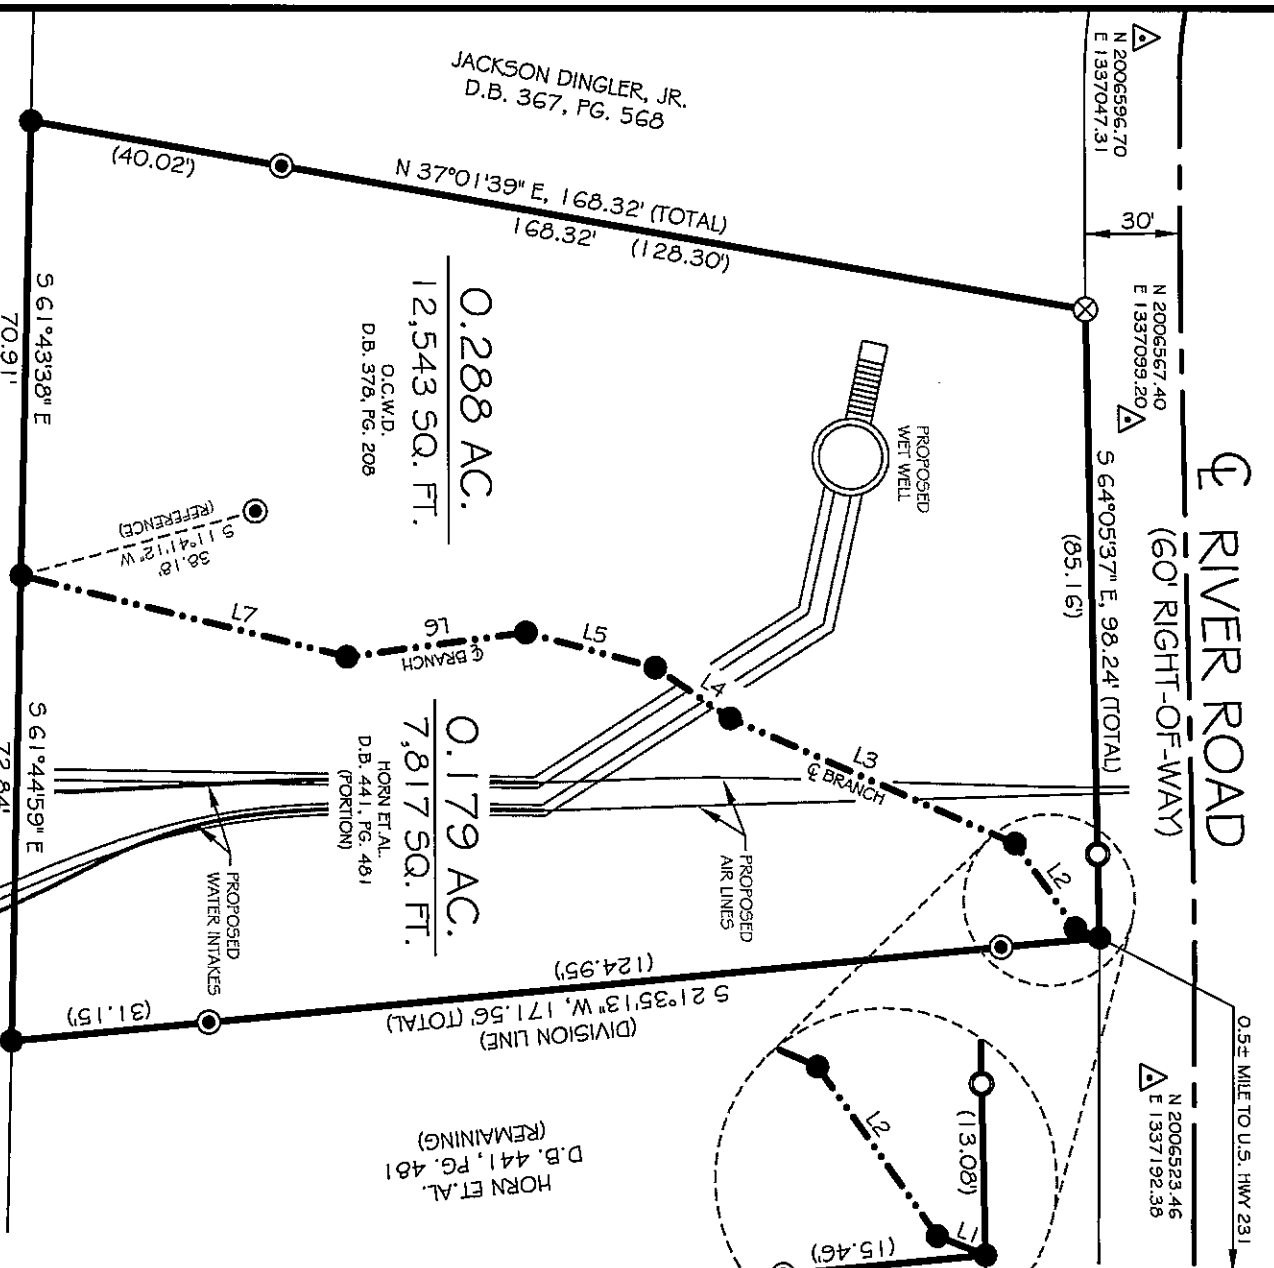 JACKSON DINGLER, JR.
D.B. 367, PG. 568
N 2006596.70
E 1337047.31
30'
N 2006567.40
E 1337099.20
℄ RIVER ROAD
(60' RIGHT-OF-WAY)
(40.02')
N 37°01'39" E, 168.32' (TOTAL)
168.32' (128.30')
S 64°05'37" E, 98.24' (TOTAL)
(85.16')
0.288 AC.
12,543 SQ. FT.
O.C.W.D.
D.B. 378, PG. 208
PROPOSED
WET WELL
S 61°43'38" E
70.91'
38.18'
S 11°41'12" W
(REFERENCE)
L7
L6
℄ BRANCH
L5
L4
L3
℄ BRANCH
L2
0.179 AC.
7,817 SQ. FT.
HORN ET.AL.
D.B. 441, PG. 481
(PORTION)
S 61°44'59" E
72.84'
PROPOSED
WATER INTAKES
PROPOSED
AIR LINES
(31.15')
(124.95')
S 21°35'13" W, 171.56' (TOTAL)
(DIVISION LINE)
HORN ET.AL.
D.B. 441, PG. 481
(REMAINING)
0.5± MILE TO U.S. HWY 231
N 2006523.46
E 1337192.38
(13.08')
L2
L1
(15.46')